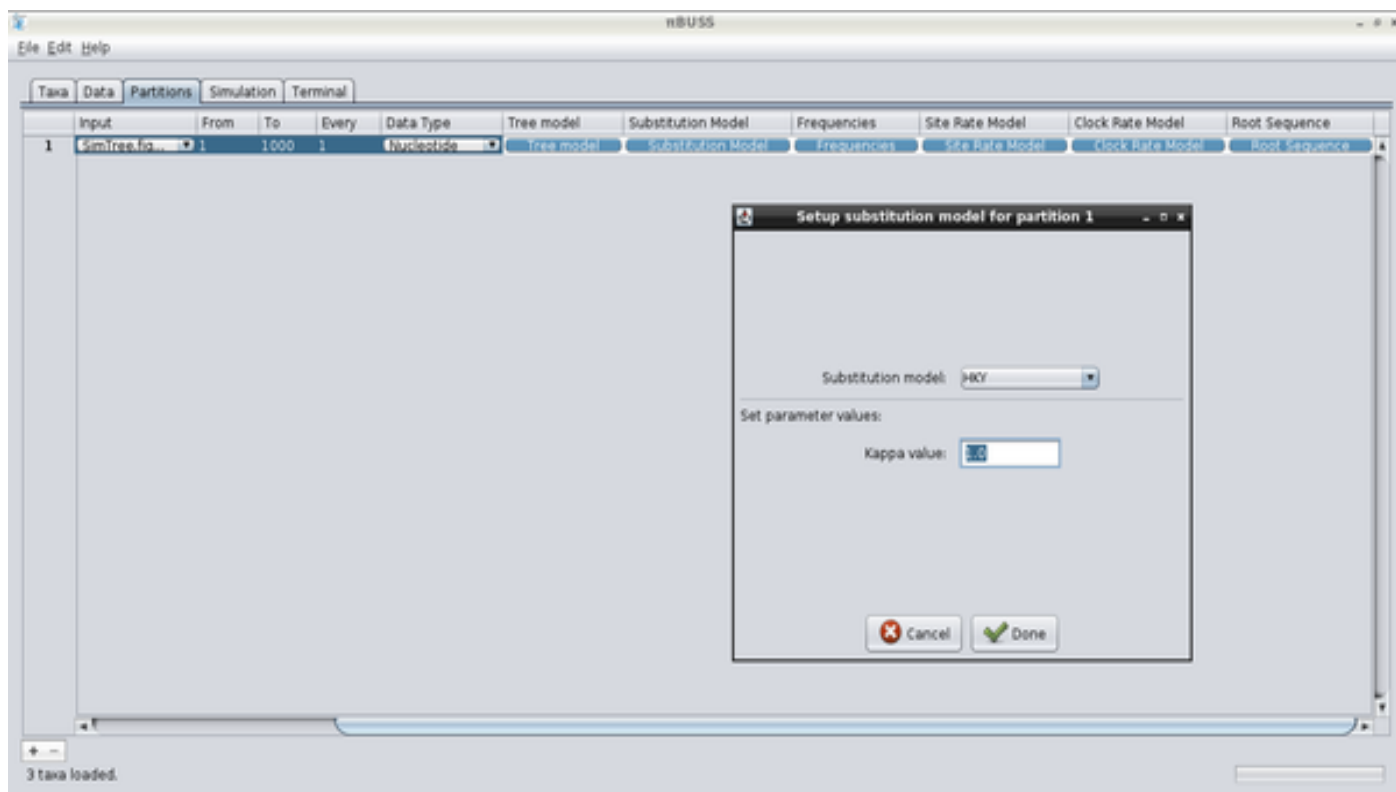 πBUSS
File Edit Help
Taxa Data Partitions Simulation Terminal
Input From To Every Data Type Tree model Substitution Model Frequencies Site Rate Model Clock Rate Model Root Sequence
1 SimTree.fig... 1 1000 1 Nucleotide Tree model Substitution Model Frequencies Site Rate Model Clock Rate Model Root Sequence
Setup substitution model for partition 1
Substitution model: HKY
Set parameter values:
Kappa value: 1.0
Cancel Done
+ -
3 taxa loaded.